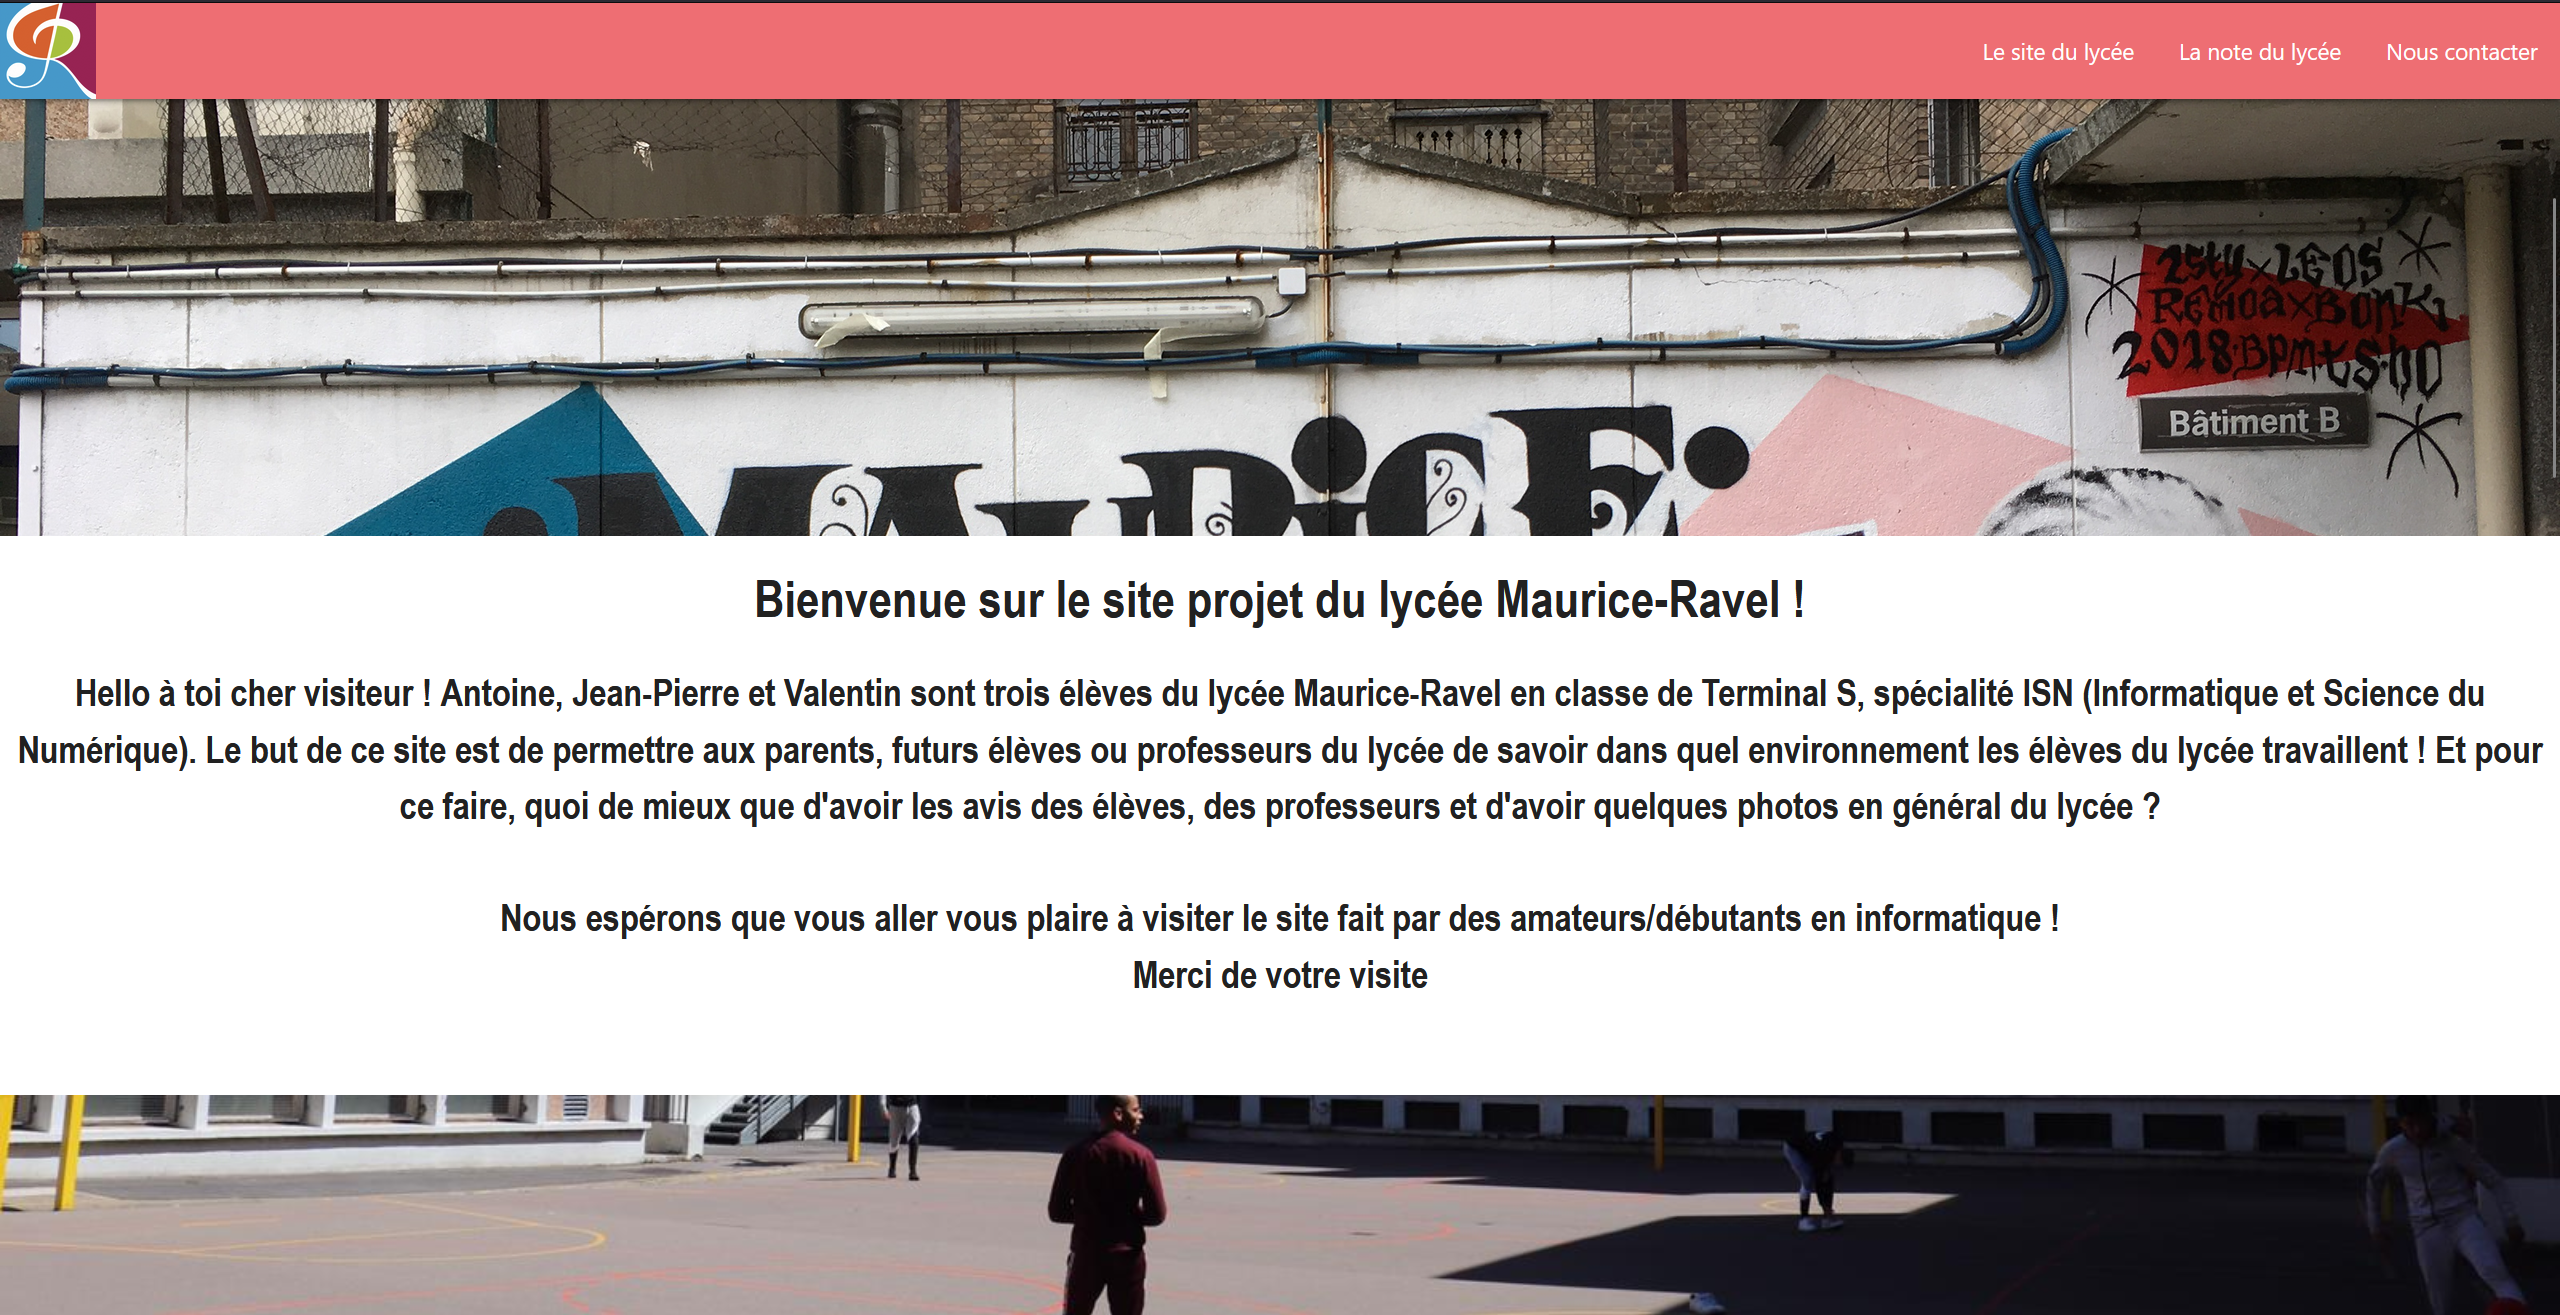 Le site du lycée La note du lycée Nous contacter
2sty x LEOS
REMOAxBONK
2018·BPM·
Bâtiment B
MAURICE·
Bienvenue sur le site projet du lycée Maurice-Ravel !
Hello à toi cher visiteur ! Antoine, Jean-Pierre et Valentin sont trois élèves du lycée Maurice-Ravel en classe de Terminal S, spécialité ISN (Informatique et Science du
Numérique). Le but de ce site est de permettre aux parents, futurs élèves ou professeurs du lycée de savoir dans quel environnement les élèves du lycée travaillent ! Et pour
ce faire, quoi de mieux que d'avoir les avis des élèves, des professeurs et d'avoir quelques photos en général du lycée ?
Nous espérons que vous aller vous plaire à visiter le site fait par des amateurs/débutants en informatique !
Merci de votre visite